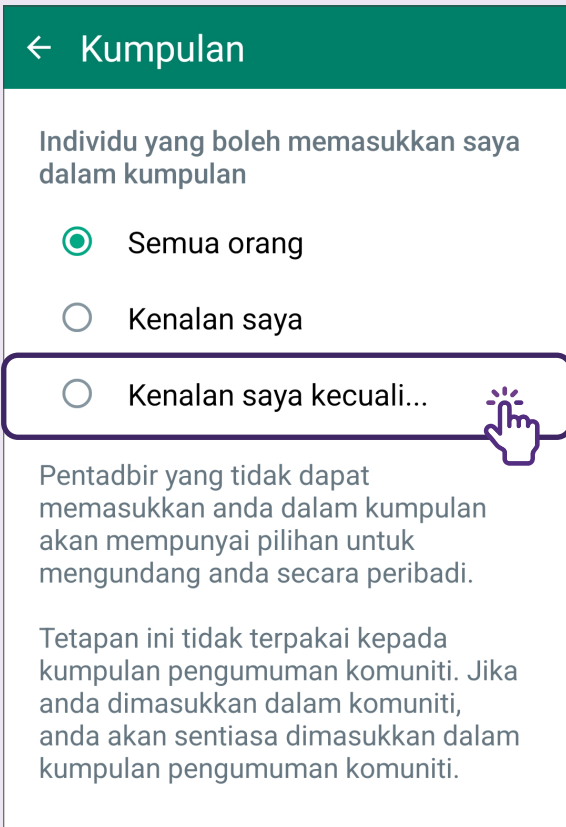 Kumpulan
Individu yang boleh memasukkan saya
dalam kumpulan
Semua orang
Kenalan saya
Kenalan saya kecuali...
Pentadbir yang tidak dapat
memasukkan anda dalam kumpulan
akan mempunyai pilihan untuk
mengundang anda secara peribadi.
Tetapan ini tidak terpakai kepada
kumpulan pengumuman komuniti. Jika
anda dimasukkan dalam komuniti,
anda akan sentiasa dimasukkan dalam
kumpulan pengumuman komuniti.